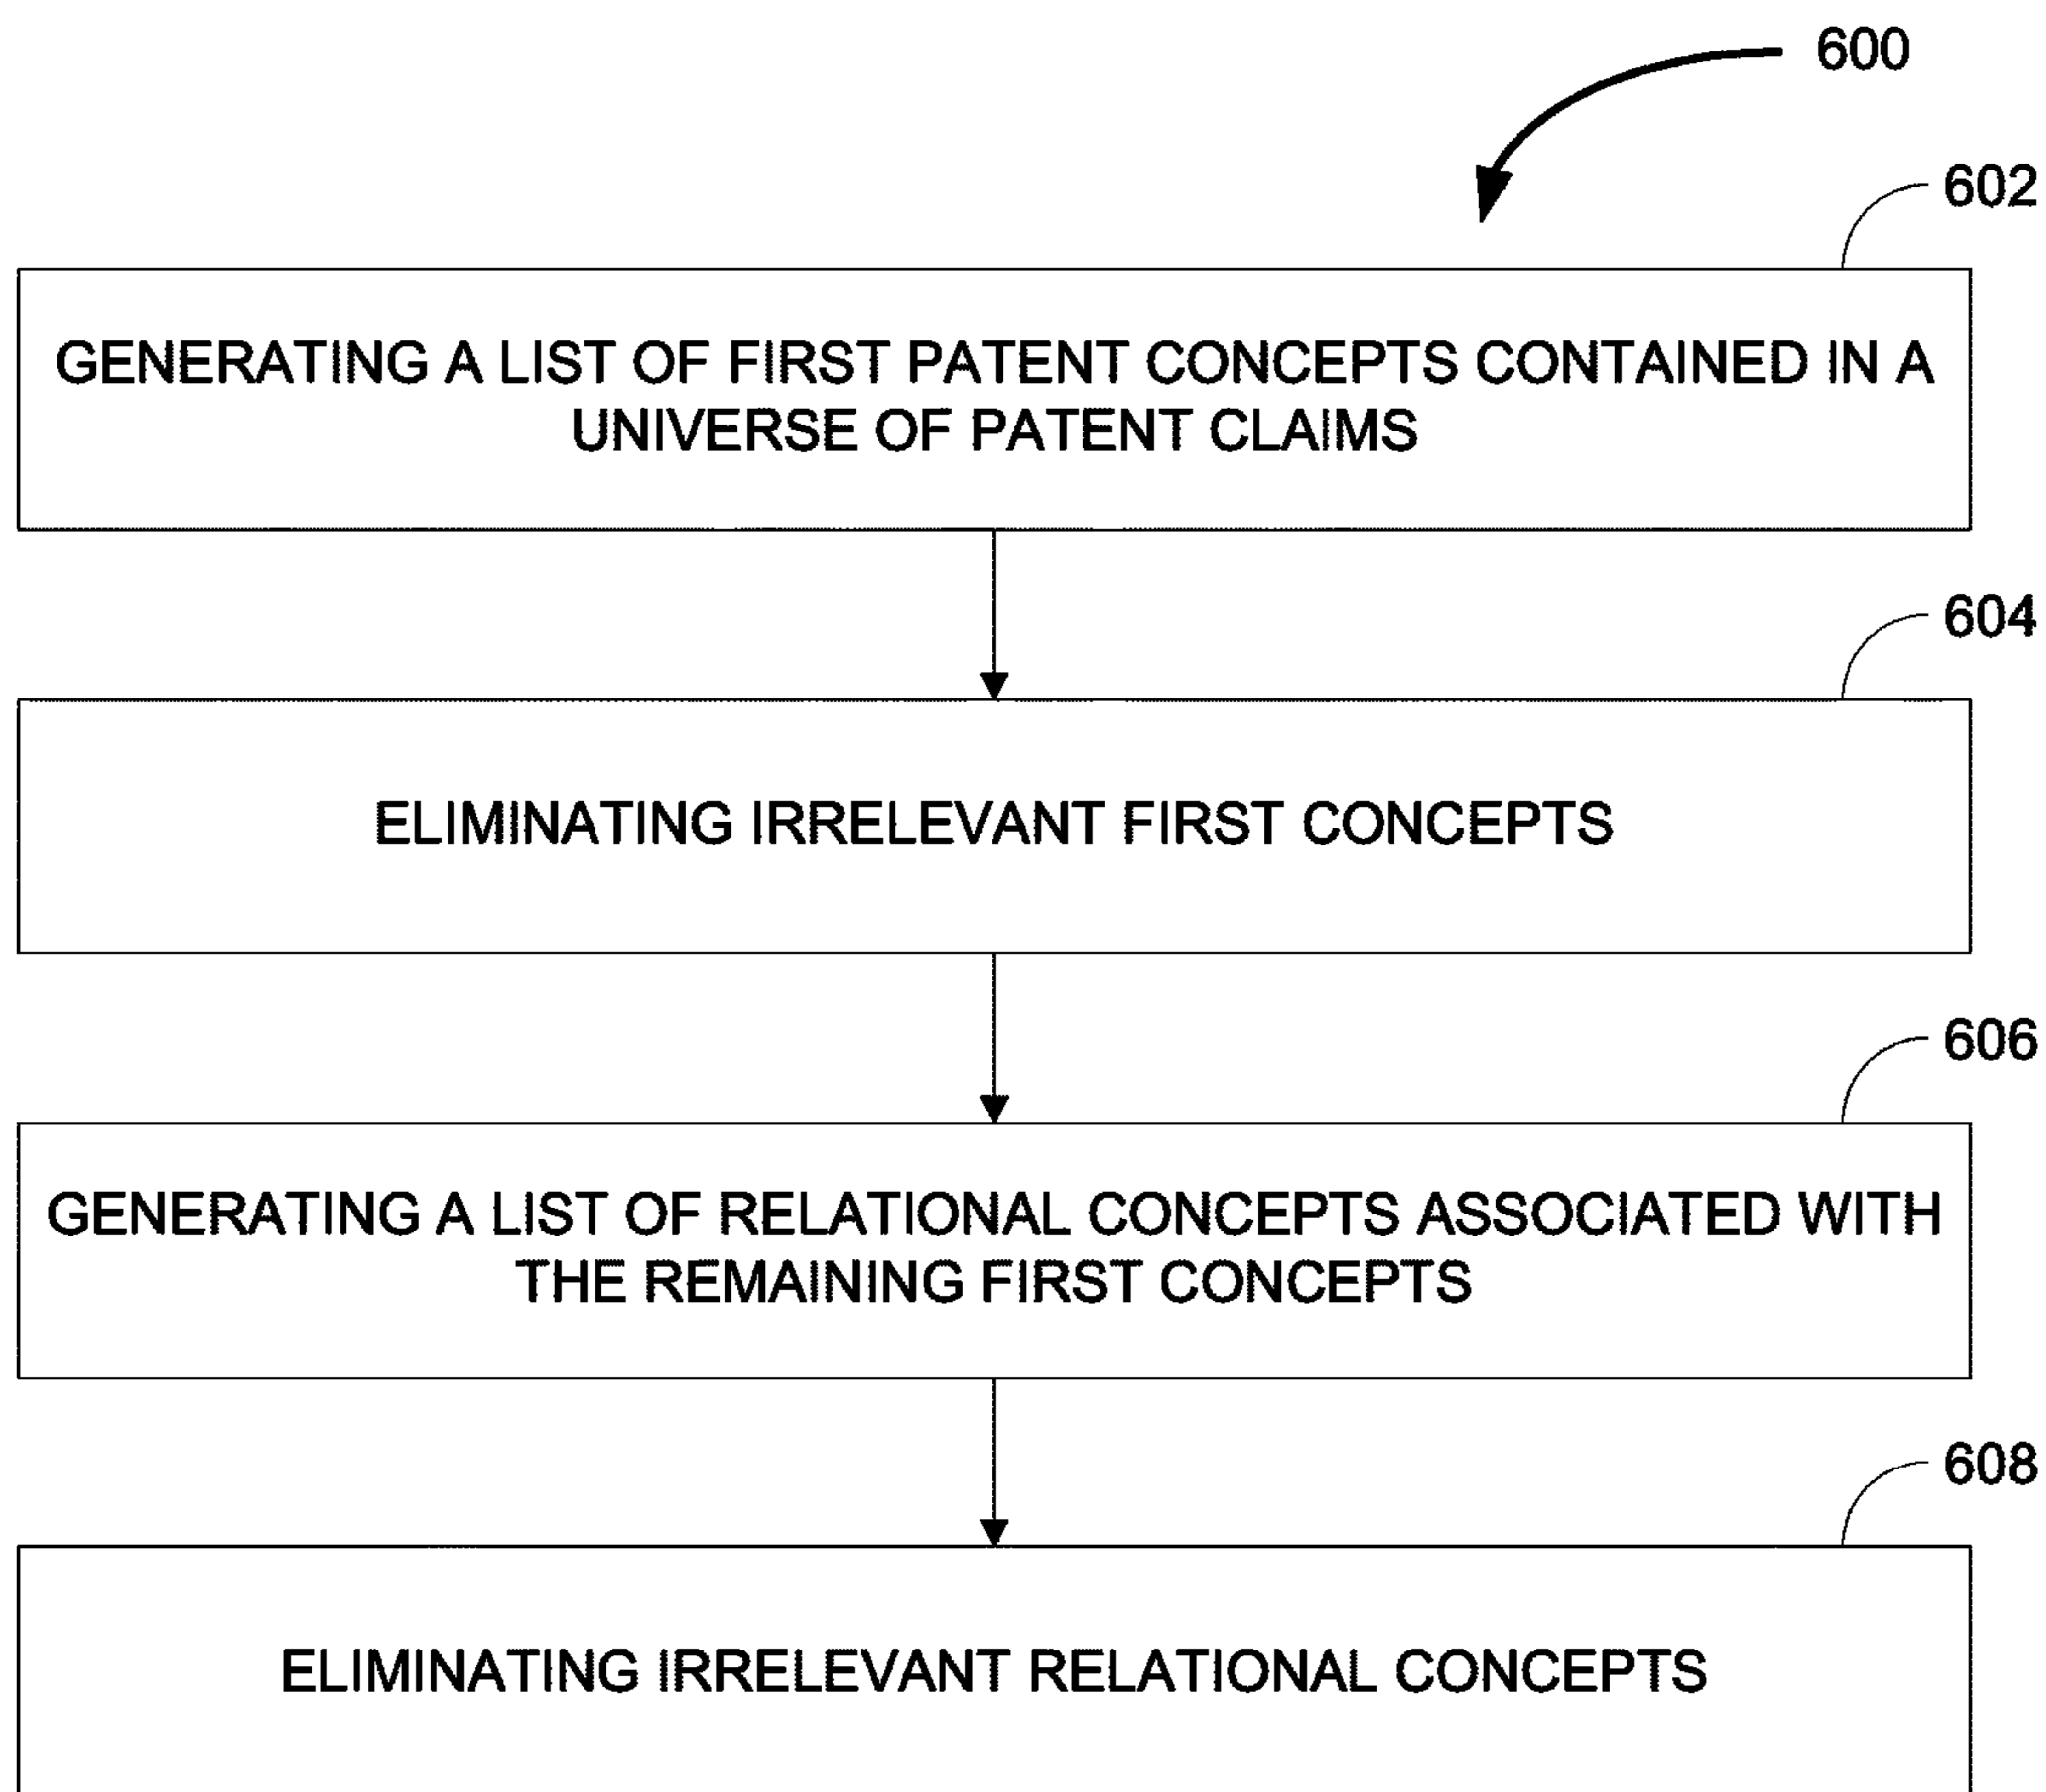 600
602
GENERATING A LIST OF FIRST PATENT CONCEPTS CONTAINED IN A
UNIVERSE OF PATENT CLAIMS
604
ELIMINATING IRRELEVANT FIRST CONCEPTS
606
GENERATING A LIST OF RELATIONAL CONCEPTS ASSOCIATED WITH
THE REMAINING FIRST CONCEPTS
608
ELIMINATING IRRELEVANT RELATIONAL CONCEPTS